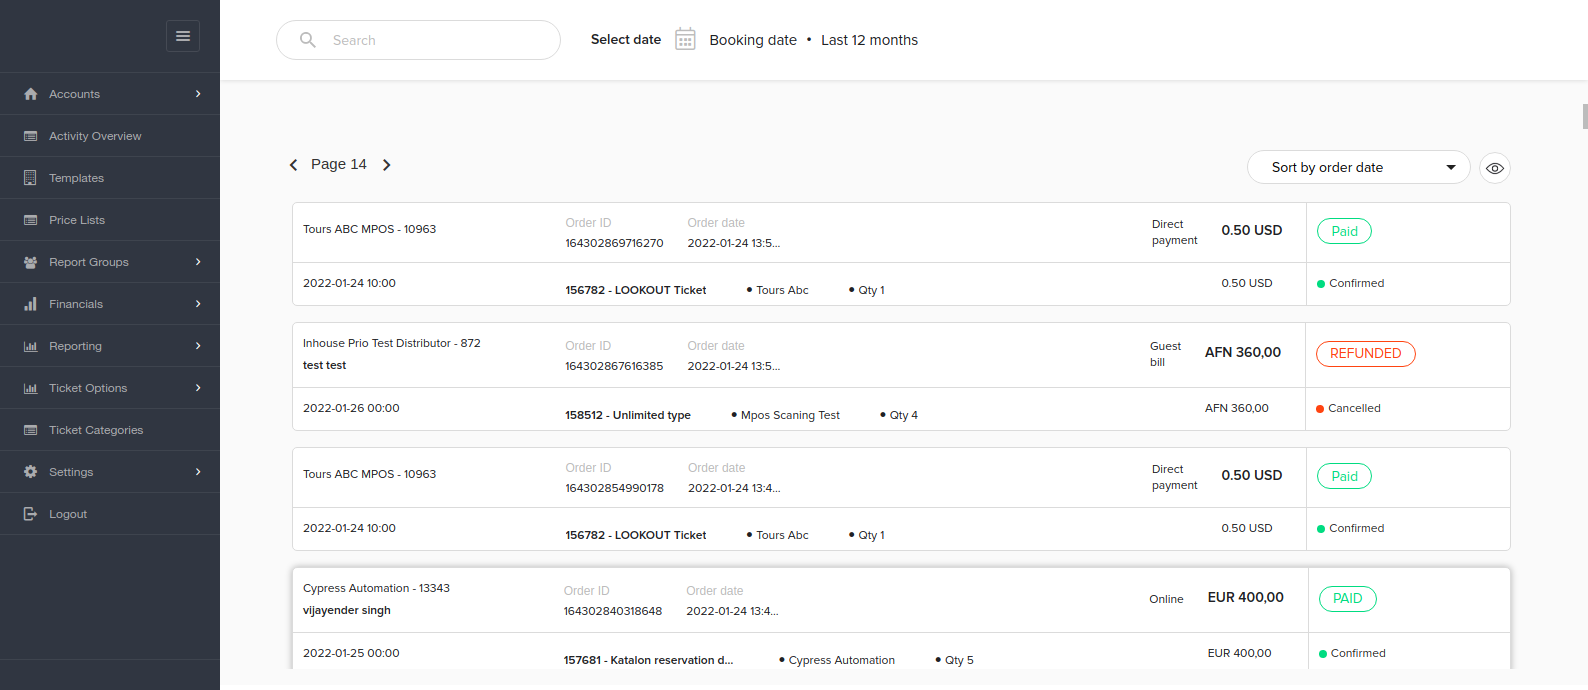 Search
Select date Booking date • Last 12 months
Accounts
Activity Overview
Templates
Price Lists
Report Groups
Financials
Reporting
Ticket Options
Ticket Categories
Settings
Logout
Page 14
Sort by order date
Tours ABC MPOS - 10963
Order ID
164302869716270
Order date
2022-01-24 13:5...
Direct
payment
0.50 USD
Paid
2022-01-24 10:00
156782 - LOOKOUT Ticket • Tours Abc • Qty 1
0.50 USD
Confirmed
Inhouse Prio Test Distributor - 872
test test
Order ID
164302867616385
Order date
2022-01-24 13:5...
Guest
bill
AFN 360,00
REFUNDED
2022-01-26 00:00
158512 - Unlimited type • Mpos Scaning Test • Qty 4
AFN 360,00
Cancelled
Tours ABC MPOS - 10963
Order ID
164302854990178
Order date
2022-01-24 13:4...
Direct
payment
0.50 USD
Paid
2022-01-24 10:00
156782 - LOOKOUT Ticket • Tours Abc • Qty 1
0.50 USD
Confirmed
Cypress Automation - 13343
vijayender singh
Order ID
164302840318648
Order date
2022-01-24 13:4...
Online
EUR 400,00
PAID
2022-01-25 00:00
157681 - Katalon reservation d... • Cypress Automation • Qty 5
EUR 400,00
Confirmed